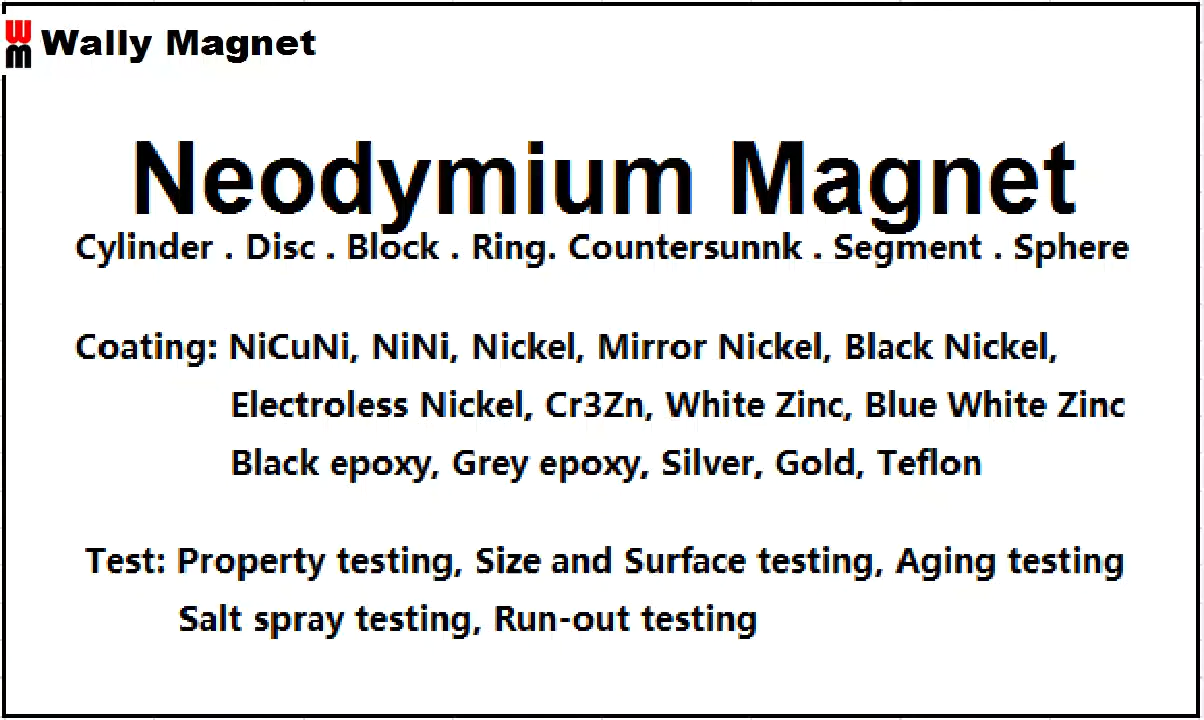 WM Wally Magnet
Neodymium Magnet
Cylinder . Disc . Block . Ring. Countersunnk . Segment . Sphere
Coating: NiCuNi, NiNi, Nickel, Mirror Nickel, Black Nickel,
Electroless Nickel, Cr3Zn, White Zinc, Blue White Zinc
Black epoxy, Grey epoxy, Silver, Gold, Teflon
Test: Property testing, Size and Surface testing, Aging testing
Salt spray testing, Run-out testing